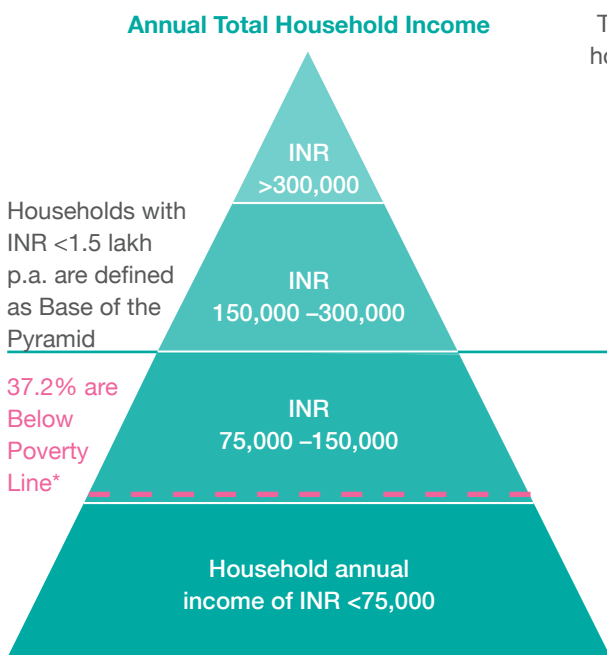 Annual Total Household Income
T
ho
INR
>300,000
Households with
INR <1.5 lakh
p.a. are defined
as Base of the
Pyramid
INR
150,000 –300,000
37.2% are
Below
Poverty
Line*
INR
75,000 –150,000
Household annual
income of INR <75,000